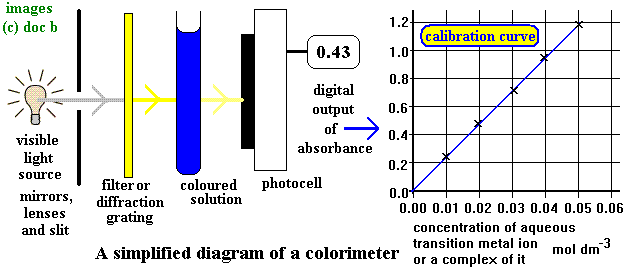 images
(c) doc b
visible
light
source
mirrors,
lenses
and slit
filter or
diffraction
grating
coloured
solution
photocell
0.43
digital
output
of
absorbance
A simplified diagram of a colorimeter
calibration curve
1.2
1.0
0.8
0.6
0.4
0.2
0.0
0.00 0.01 0.02 0.03 0.04 0.05 0.06
concentration of aqueous
transition metal ion mol dm-3
or a complex of it